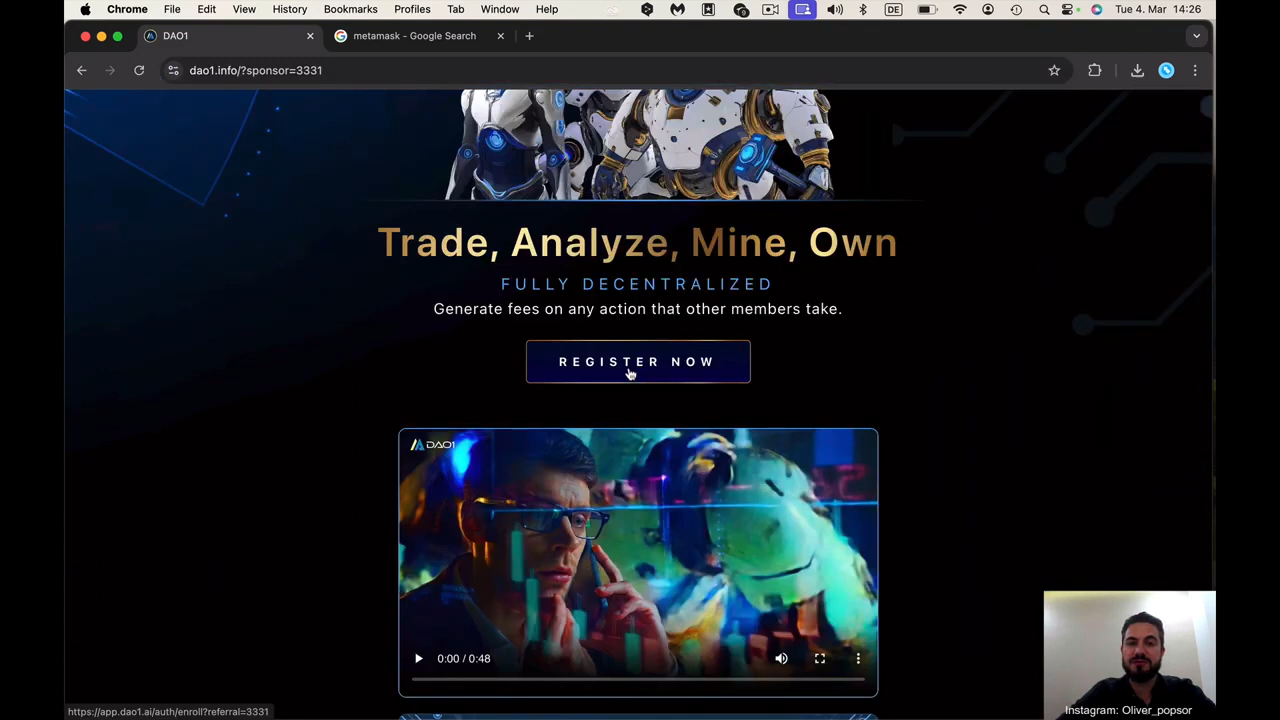 Chrome File Edit View History Bookmarks Profiles Tab Window Help DE Tue 4. Mar 14:26
DAO1 metamask - Google Search
dao1.info/?sponsor=3331
Trade, Analyze, Mine, Own
FULLY DECENTRALIZED
Generate fees on any action that other members take.
REGISTER NOW
DAO1
0:00 / 0:48
https://app.dao1.ai/auth/enroll?referral=3331
Instagram: Oliver_popsor